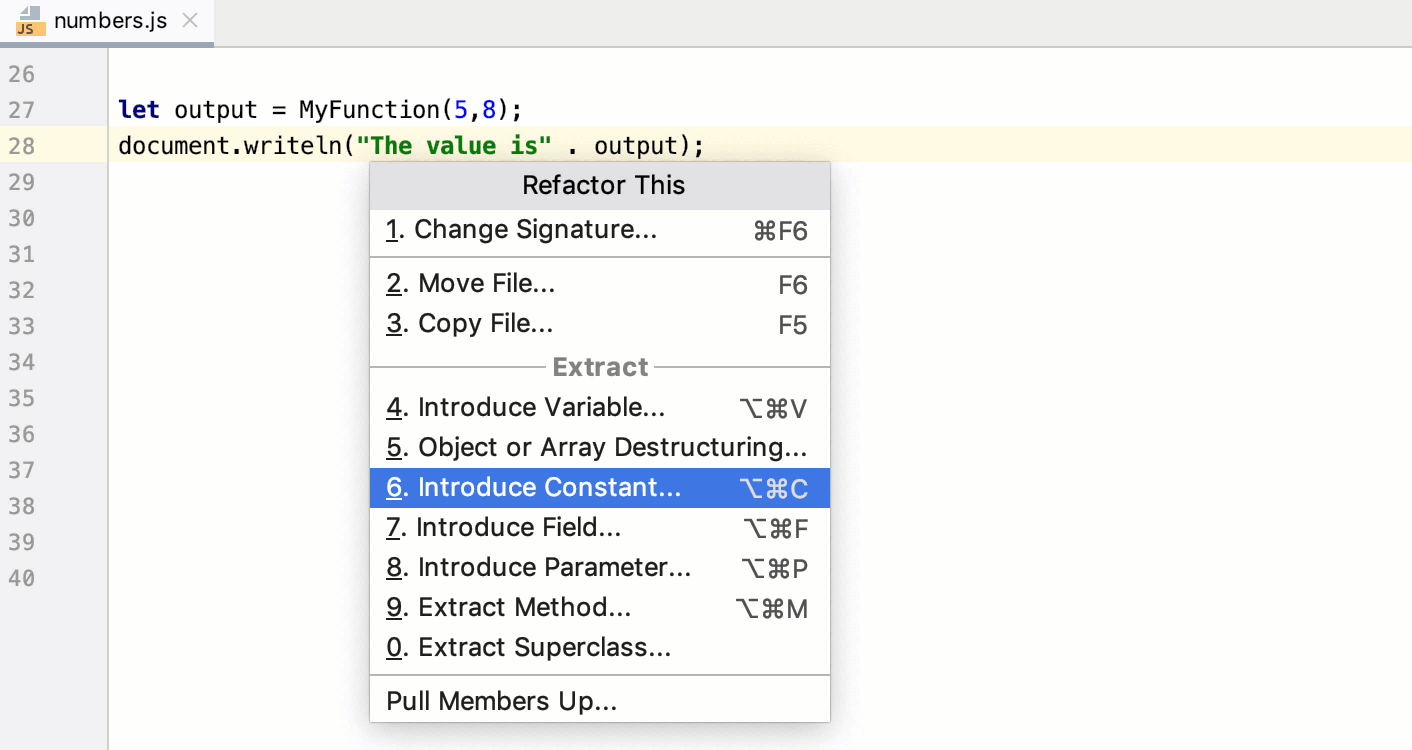 JS numbers.js
26
27 let output = MyFunction(5,8);
28 document.writeln("The value is" . output);
29
30
31
32
33
34
35
36
37
38
39
40
Refactor This
1. Change Signature... ⌘F6
2. Move File... F6
3. Copy File... F5
Extract
4. Introduce Variable... ⌥⌘V
5. Object or Array Destructuring...
6. Introduce Constant... ⌥⌘C
7. Introduce Field... ⌥⌘F
8. Introduce Parameter... ⌥⌘P
9. Extract Method... ⌥⌘M
0. Extract Superclass...
Pull Members Up...